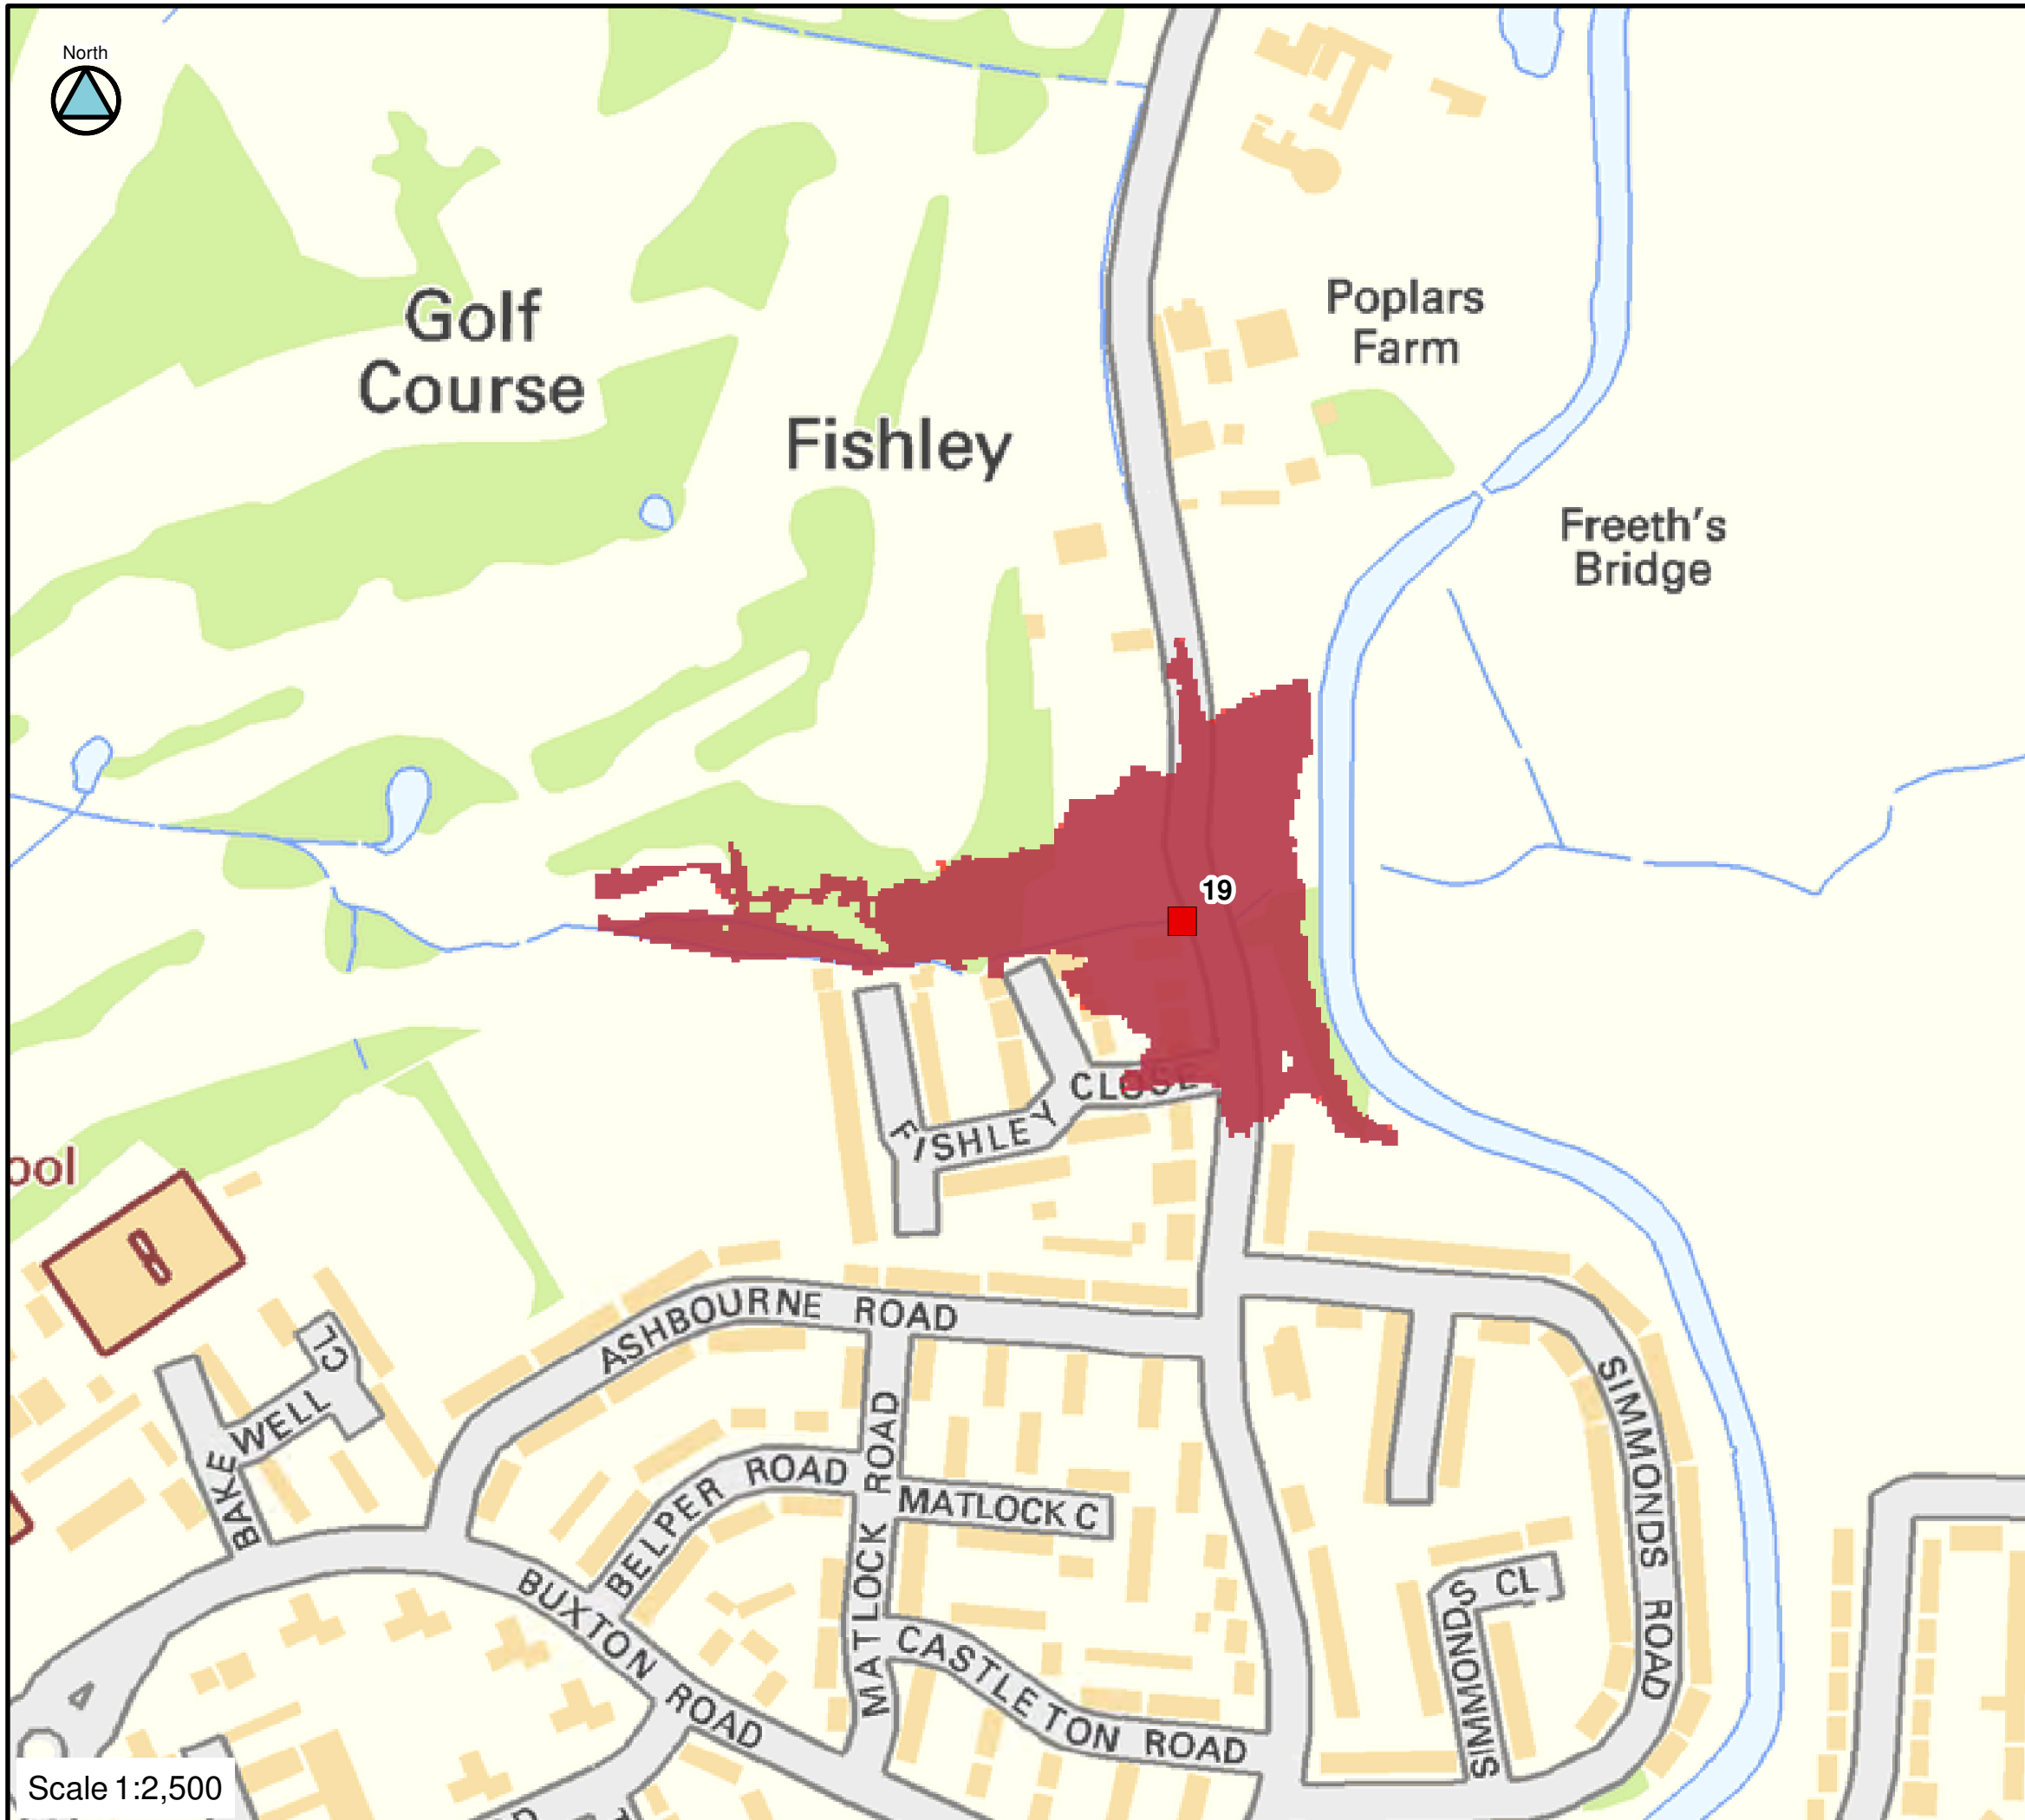 North
Golf
Course
Fishley
Poplars
Farm
Freeth's
Bridge
19
FISHLEY CLOSE
ool
ASHBOURNE ROAD
BAKEWELL CL
BELPER ROAD
MATLOCK ROAD
MATLOCK C
BUXTON ROAD
CASTLETON ROAD
SIMMONDS ROAD
SIMMONDS CL
Scale 1:2,500